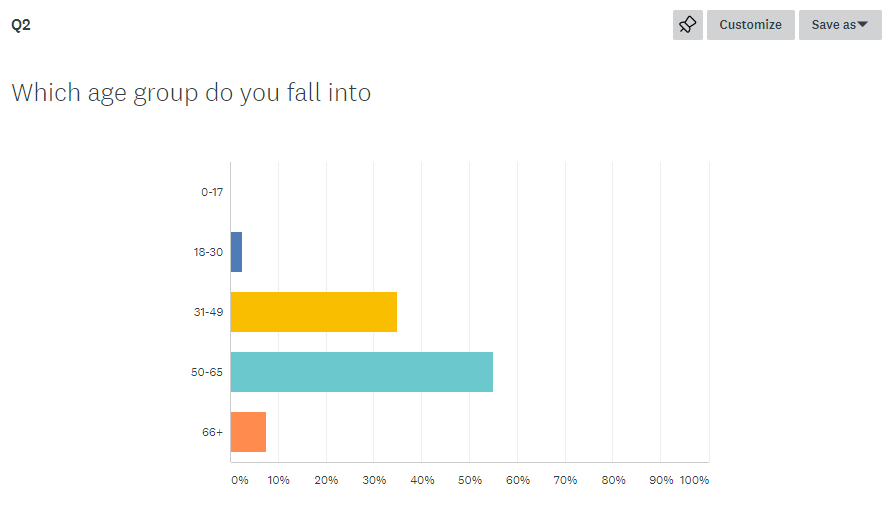 Q2
Customize
Save as
Which age group do you fall into
0-17
18-30
31-49
50-65
66+
0% 10% 20% 30% 40% 50% 60% 70% 80% 90% 100%